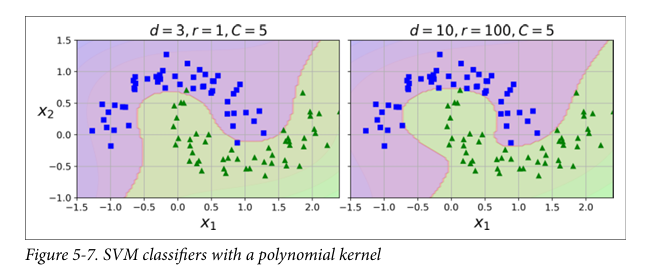 d = 3, r = 1, C = 5
d = 10, r = 100, C = 5
1.5
1.0
0.5
0.0
−0.5
−1.0
x2
−1.5 −1.0 −0.5 0.0 0.5 1.0 1.5 2.0
−1.5 −1.0 −0.5 0.0 0.5 1.0 1.5 2.0
x1
x1
Figure 5-7. SVM classifiers with a polynomial kernel